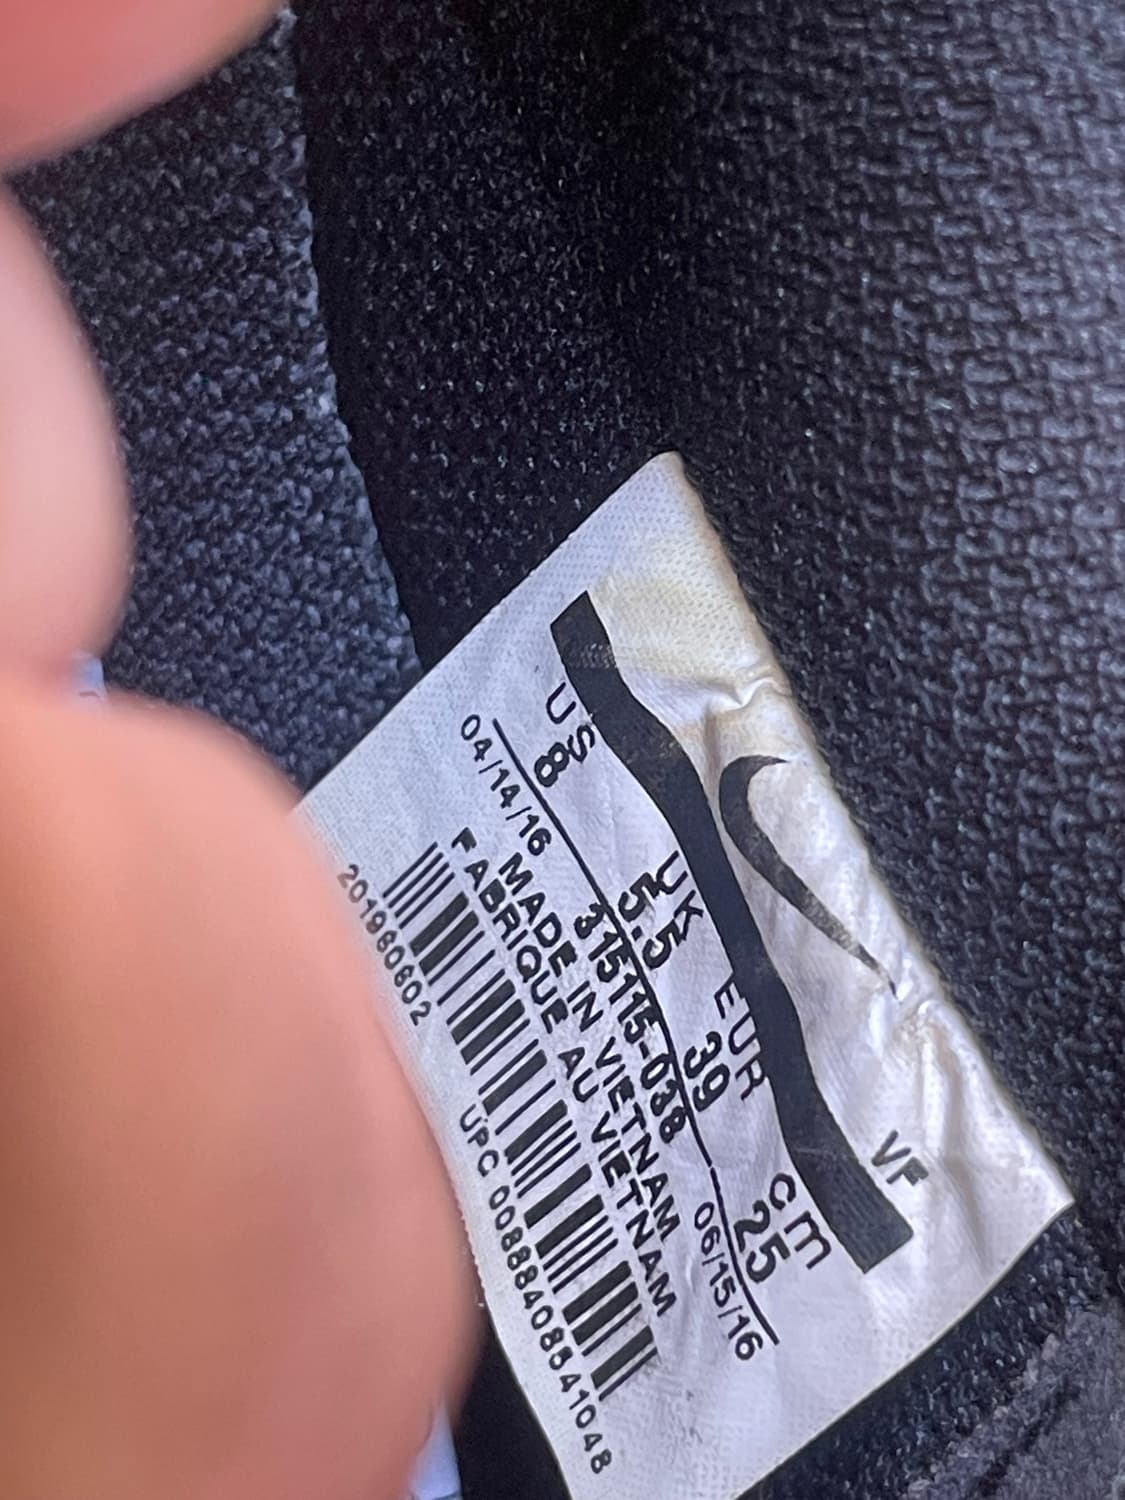 VF
US UK EUR cm
8 5.5 39 25
04/14/16 315115-038 06/15/16
MADE IN VIETNAM
FABRIQUE AU VIETNAM
201980602
UPC 00888408541048